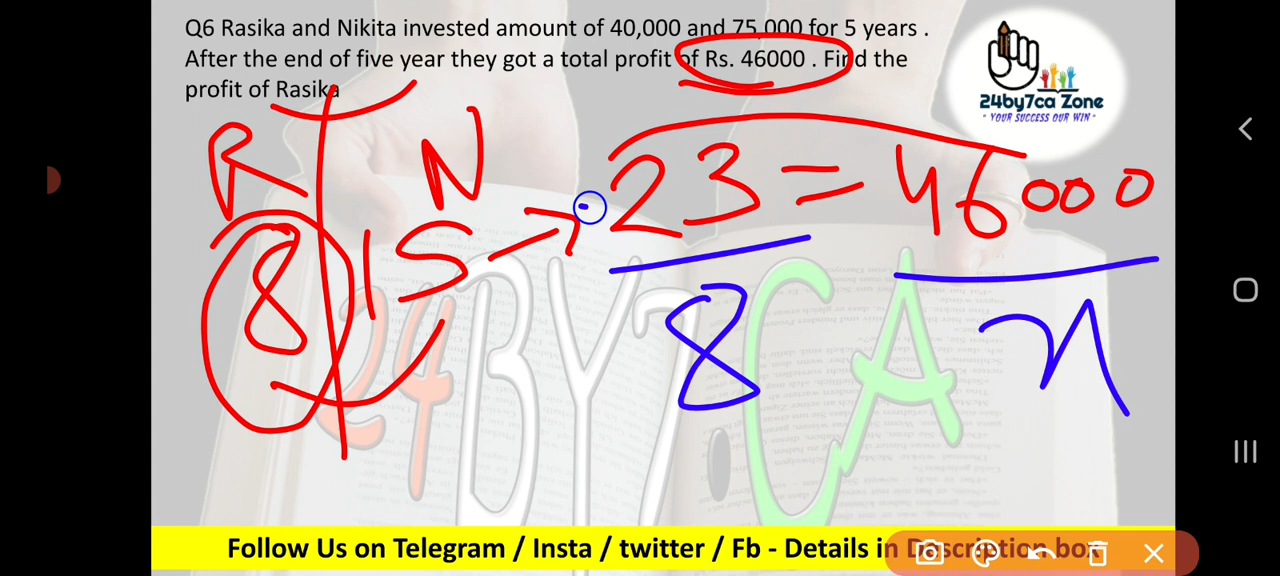 Q6 Rasika and Nikita invested amount of 40,000 and 75,000 for 5 years .
After the end of five year they got a total profit of Rs. 46000 . Find the
profit of Rasika
24by7ca Zone
" YOUR SUCCESS OUR WIN "
R N
8 15 → 23 = 46000
8 x
24BY7.CA
Follow Us on Telegram / Insta / twitter / Fb - Details in Description box